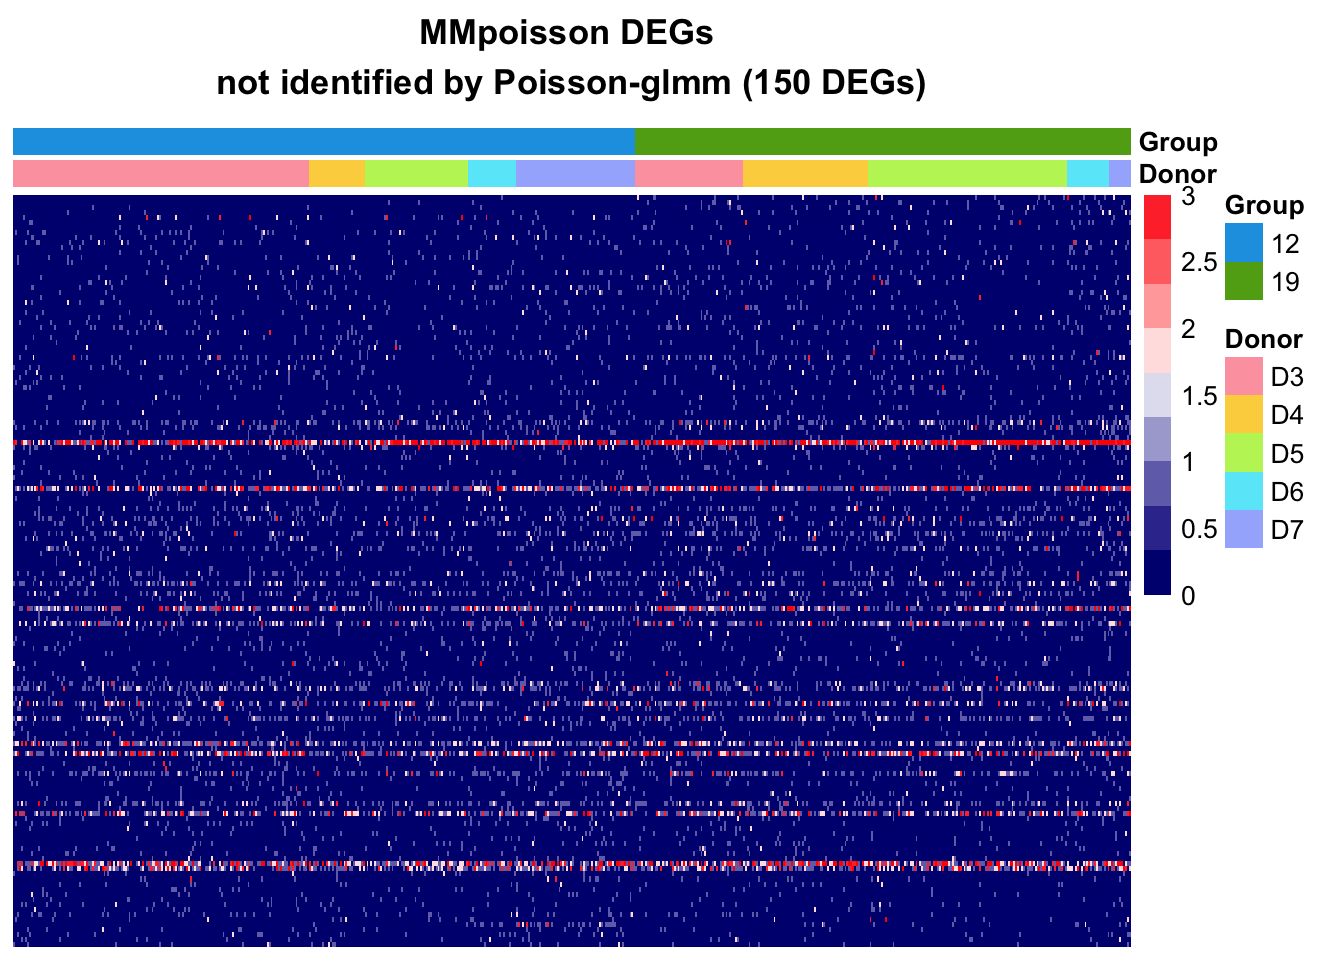 MMpoisson DEGs
not identified by Poisson-glmm (150 DEGs)
Group
Donor
3
2.5
2
1.5
1
0.5
0
Group
12
19
Donor
D3
D4
D5
D6
D7